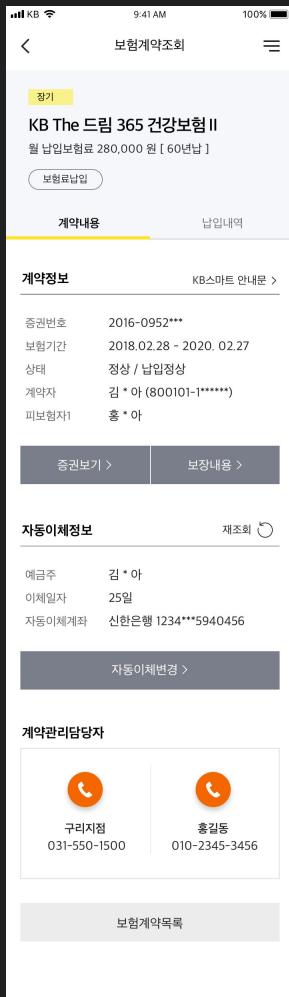 KB 9:41 AM 100%
보험계약조회
장기
KB The 드림 365 건강보험 II
월 납입보험료 280,000 원 [ 60년납 ]
보험료납입
계약내용 납입내역
계약정보 KB스마트 안내문 >
증권번호 2016-0952***
보험기간 2018.02.28 - 2020. 02.27
상태 정상 / 납입정상
계약자 김 * 아 (800101-1******)
피보험자1 홍 * 아
증권보기 > 보장내용 >
자동이체정보 재조회
예금주 김 * 아
이체일자 25일
자동이체계좌 신한은행 1234***5940456
자동이체변경 >
계약관리담당자
구리지점 홍길동
031-550-1500 010-2345-3456
보험계약목록